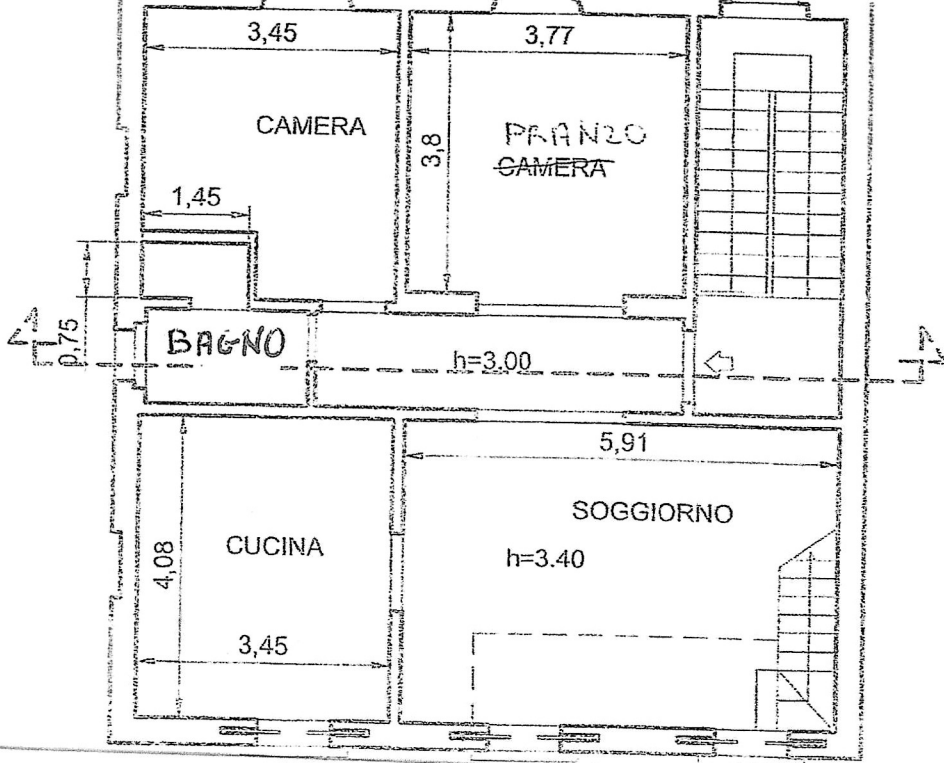 3,45
3,77
CAMERA
PRANZO
CAMERA
3,8
1,45
0,75
BAGNO
h=3.00
5,91
SOGGIORNO
CUCINA
h=3.40
4,08
3,45